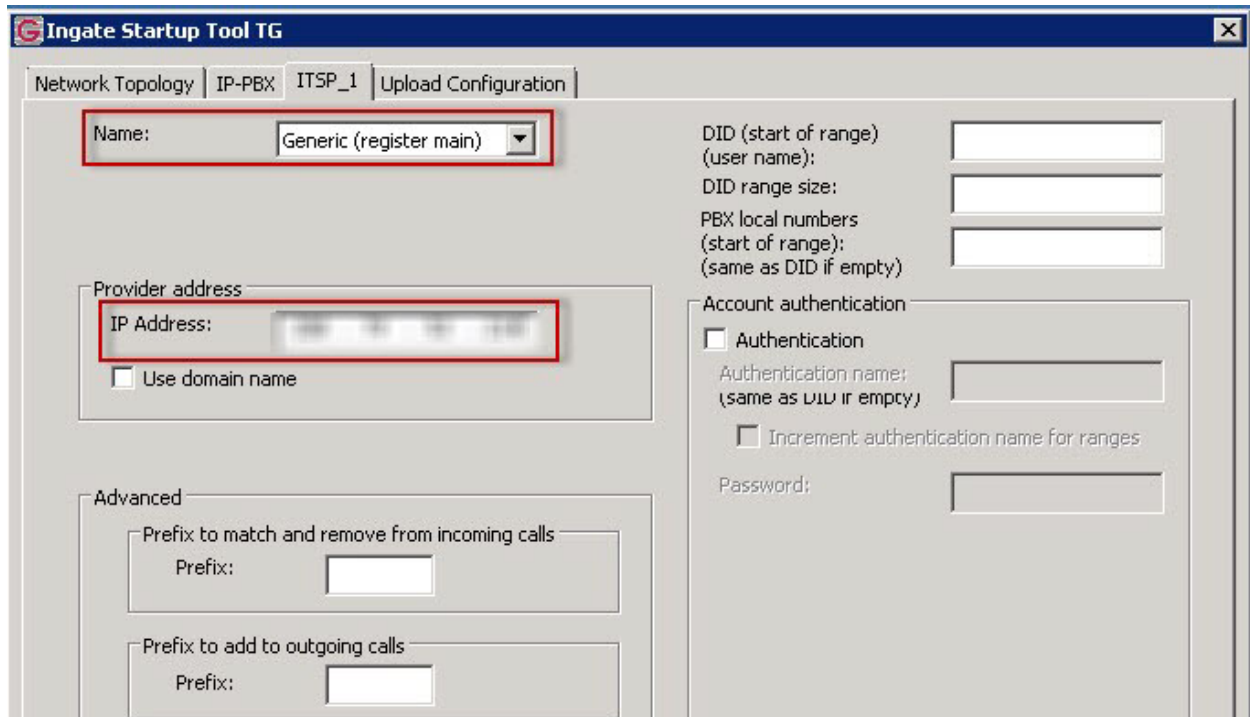 Ingate Startup Tool TG
Network Topology IP-PBX ITSP_1 Upload Configuration
Name: Generic (register main)
Provider address
IP Address:
Use domain name
Advanced
Prefix to match and remove from incoming calls
Prefix:
Prefix to add to outgoing calls
Prefix:
DID (start of range)
(user name):
DID range size:
PBX local numbers
(start of range):
(same as DID if empty)
Account authentication
Authentication
Authentication name:
(same as DID if empty)
Increment authentication name for ranges
Password: